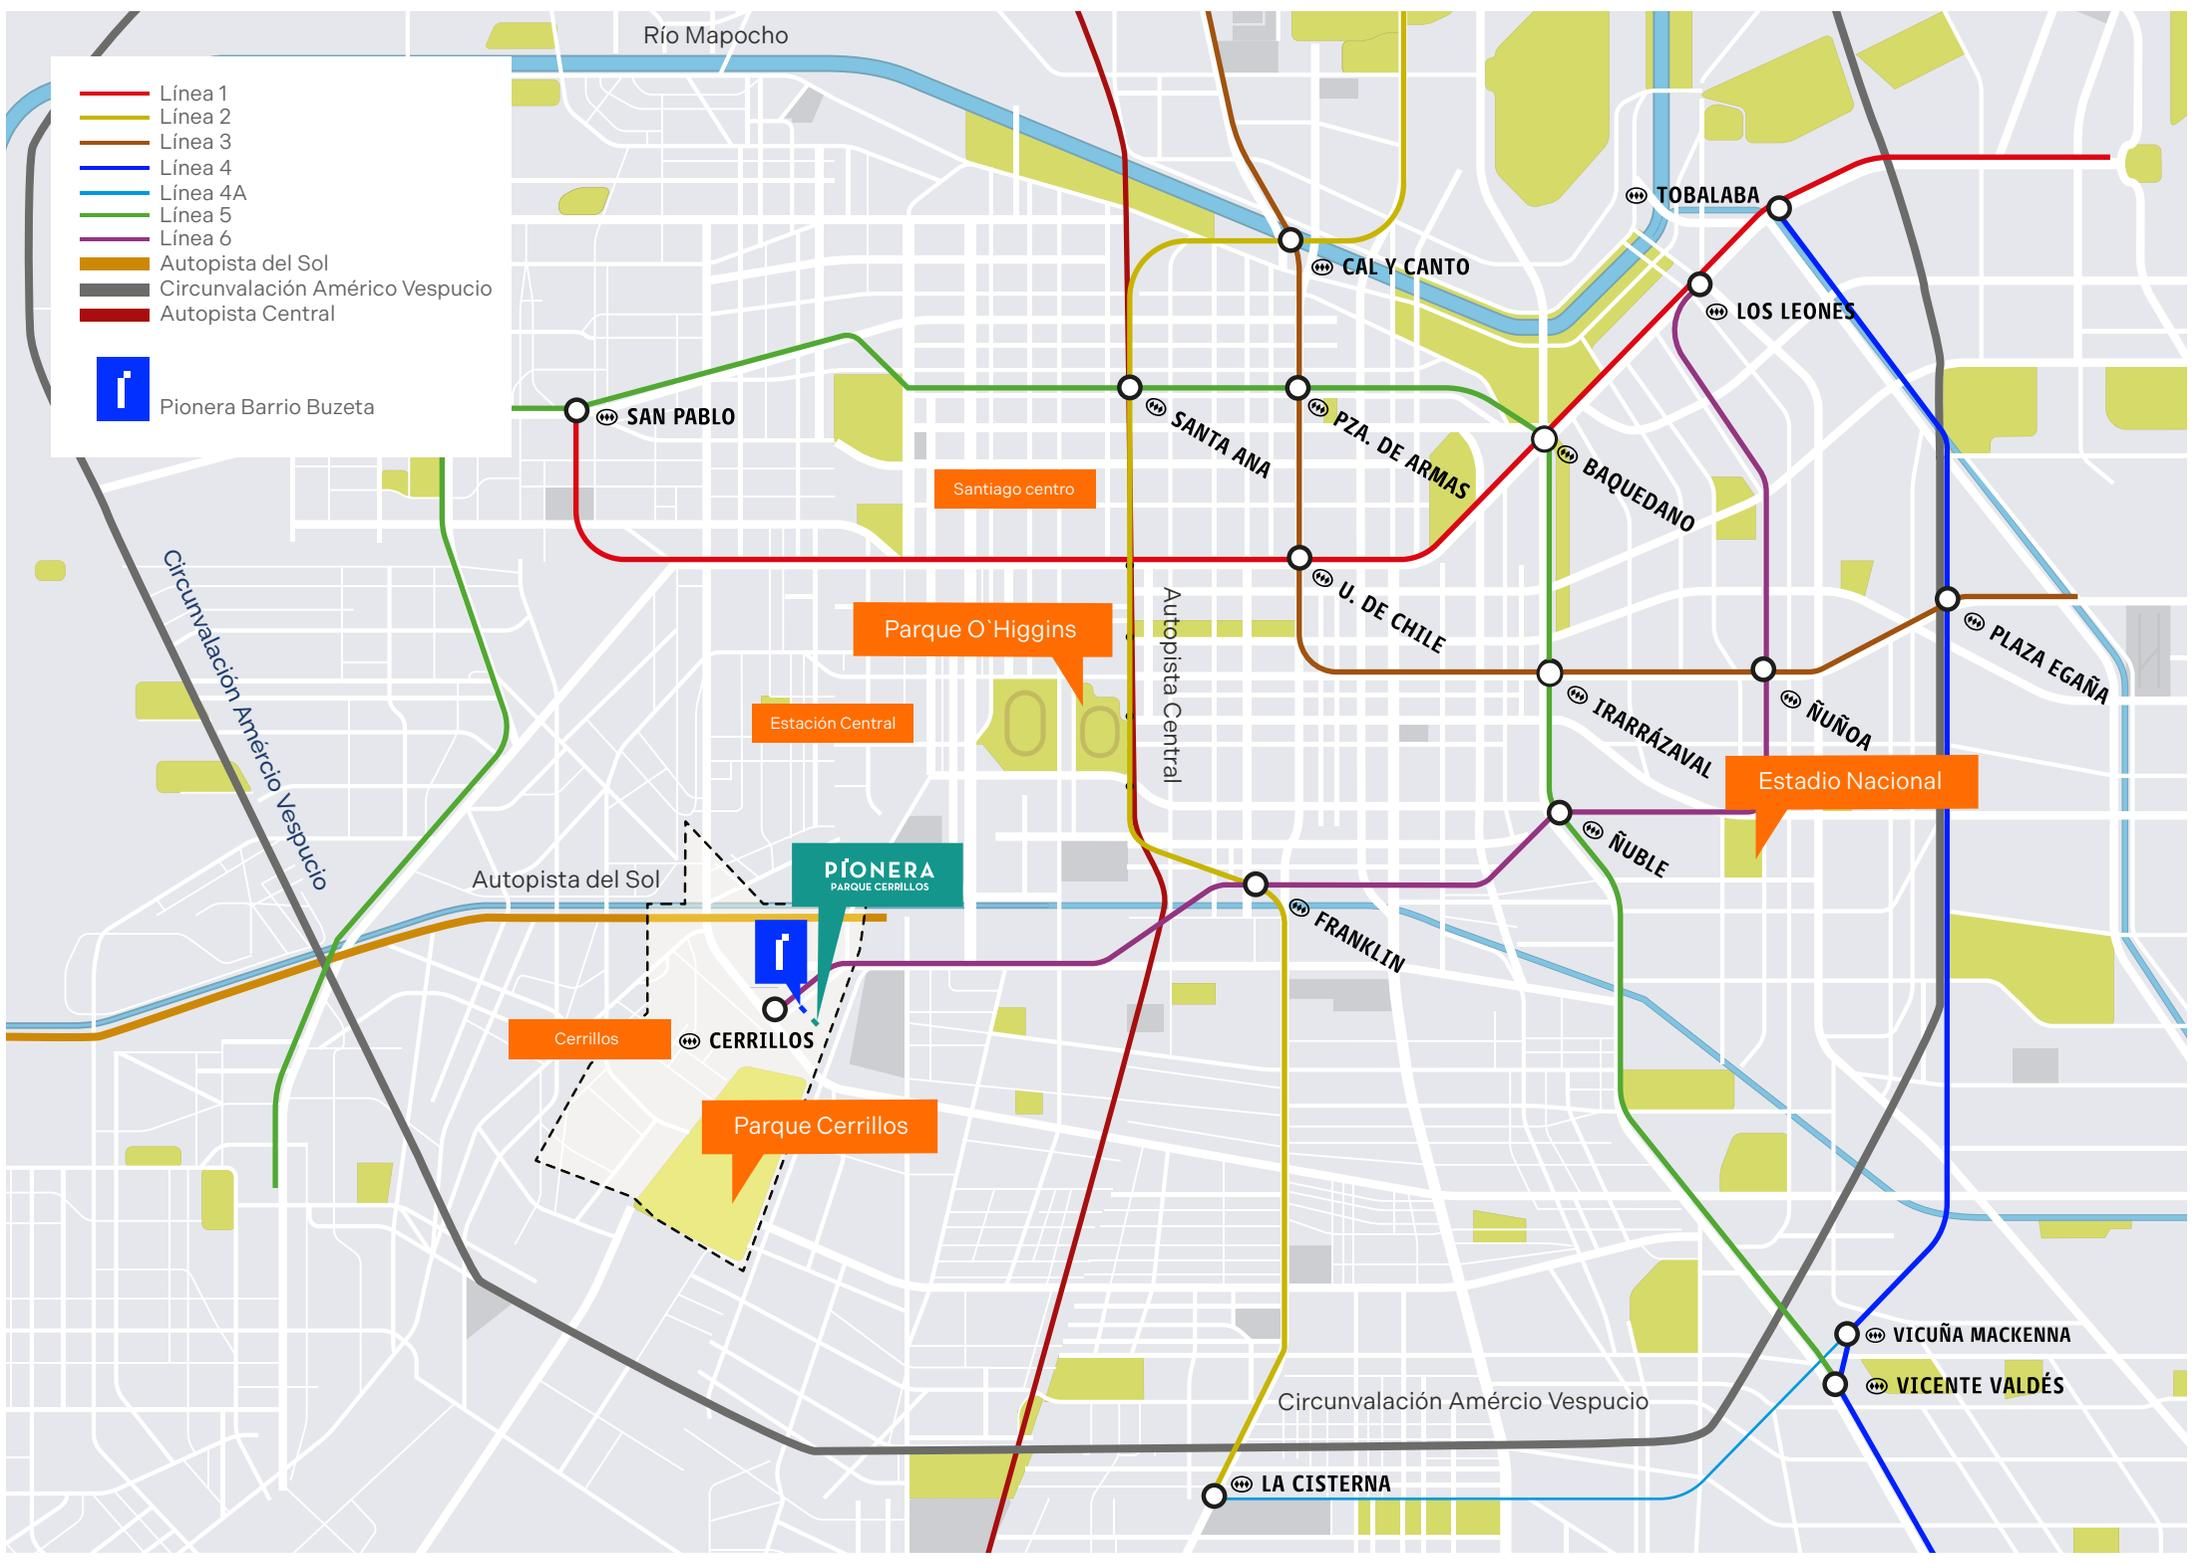 Río Mapocho
Línea 1
Línea 2
Línea 3
Línea 4
Línea 4A
Línea 5
Línea 6
Autopista del Sol
Circunvalación Américo Vespucio
Autopista Central
Pionera Barrio Buzeta
TOBALABA
CAL Y CANTO
LOS LEONES
SAN PABLO
SANTA ANA
PZA. DE ARMAS
BAQUEDANO
Santiago centro
U. DE CHILE
Parque O`Higgins
Autopista Central
PLAZA EGAÑA
Circunvalación Amércio Vespucio
Estación Central
IRARRÁZAVAL
ÑUÑOA
Estadio Nacional
ÑUBLE
Autopista del Sol
PIONERA
PARQUE CERRILLOS
FRANKLIN
Cerrillos
CERRILLOS
Parque Cerrillos
VICUÑA MACKENNA
VICENTE VALDÉS
Circunvalación Amércio Vespucio
LA CISTERNA